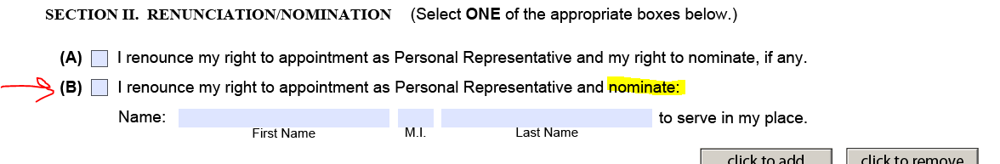 SECTION II. RENUNCIATION/NOMINATION (Select ONE of the appropriate boxes below.)
(A) I renounce my right to appointment as Personal Representative and my right to nominate, if any.
(B) I renounce my right to appointment as Personal Representative and nominate:
Name: to serve in my place.
First Name M.I. Last Name
click to add click to remove